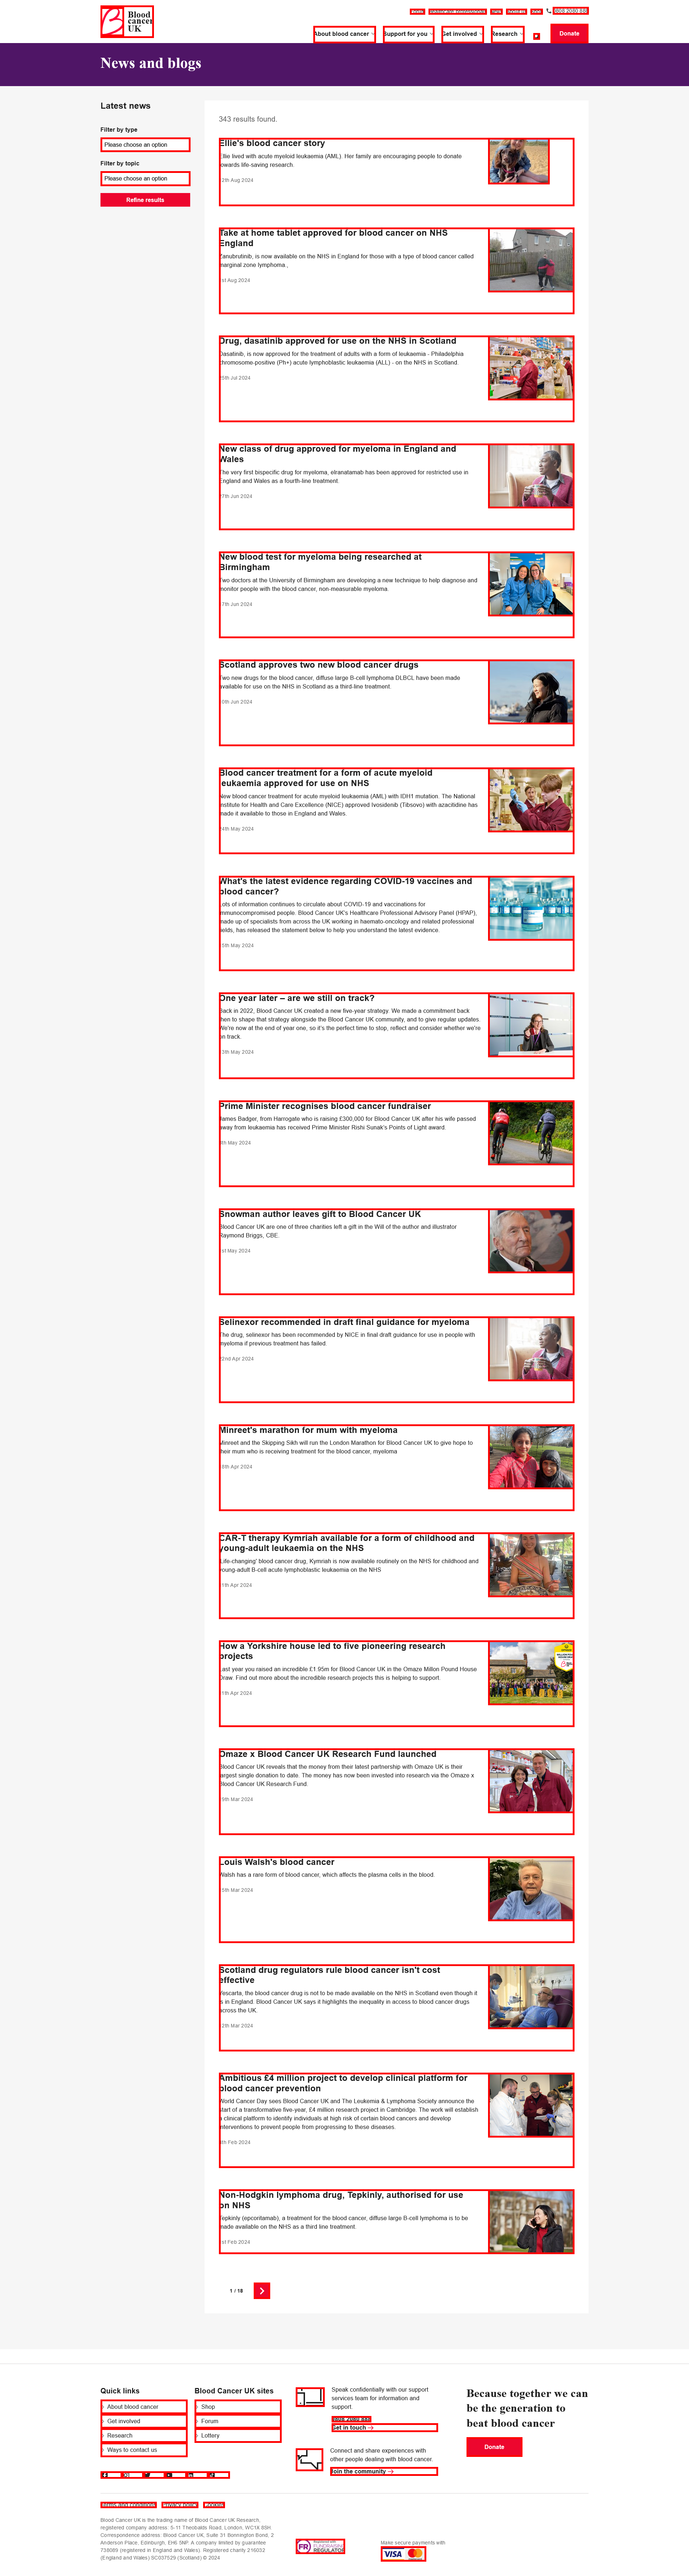 Blood
cancer
UK
About blood cancer
Support for you
Get involved
Research
Donate
News and blogs
Latest news
Filter by type
Please choose an option
Filter by topic
Please choose an option
Refine results
343 results found.
Ellie's blood cancer story
Ellie lived with acute myeloid leukaemia (AML). Her family are encouraging people to donate
towards life-saving research.
Aug 2024
Take at home tablet approved for blood cancer on NHS
England
Zanubrutinib, is now available on the NHS in England for those with a type of blood cancer called
marginal zone lymphoma.,
1st Aug 2024
Drug, dasatinib approved for use on the NHS in Scotland
Dasatinib, is now approved for the treatment of adults with a form of leukaemia - Philadelphia
chromosome-positive (Ph+) acute lymphoblastic leukaemia (ALL) - on the NHS in Scotland.
Jul 2024
New class of drug approved for myeloma in England and
Wales
The very first bispecific drug for myeloma, elranatamab has been approved for restricted use in
England and Wales as a fourth-line treatment.
Jun 2024
New blood test for myeloma being researched at
Birmingham
Two doctors at the University of Birmingham are developing a new technique to help diagnose and
monitor people with the blood cancer, non-measurable myeloma.
Jun 2024
Scotland approves two new blood cancer drugs
Two new drugs for the blood cancer, diffuse large B-cell lymphoma DLBCL have been made
available for use on the NHS in Scotland as a third-line treatment.
Jun 2024
Blood cancer treatment for a form of acute myeloid
leukaemia approved for use on NHS
New blood cancer treatment for acute myeloid leukaemia (AML) with IDH1 mutation. The National
Institute for Health and Care Excellence (NICE) approved Ivosidenib (Tibsovo) with azacitidine has
made it available to those in England and Wales.
May 2024
What's the latest evidence regarding COVID-19 vaccines and
blood cancer?
Lots of information continues to circulate about COVID-19 and vaccinations for
immunocompromised people. Blood Cancer UK's Healthcare Professional Advisory Panel (HPAP);
made up of specialists from across the UK working in haemato-oncology and related professional
fields, has released the statement below to help you understand the latest evidence.
May 2024
One year later – are we still on track?
Back in 2022, Blood Cancer UK created a new five-year strategy. We made a commitment back
then to shape that strategy alongside the Blood Cancer UK community, and to give regular updates.
We're now at the end of year one, so it's the perfect time to stop, reflect and consider whether we're
on track.
May 2024
Prime Minister recognises blood cancer fundraiser
James Badger, from Harrogate who is raising £300,000 for Blood Cancer UK after his wife passed
away from leukaemia has received Prime Minister Rishi Sunak's Points of Light award.
May 2024
Snowman author leaves gift to Blood Cancer UK
Blood Cancer UK are one of three charities left a gift in the Will of the author and illustrator
Raymond Briggs, CBE.
1st May 2024
Selinexor recommended in draft final guidance for myeloma
The drug, selinexor has been recommended by NICE in final draft guidance for use in people with
myeloma if previous treatment has failed.
22nd Apr 2024
Minreet's marathon for mum with myeloma
Minreet and the Skipping Sikh will run the London Marathon for Blood Cancer UK to give hope to
their mum who is receiving treatment for the blood cancer, myeloma
Apr 2024
CAR-T therapy Kymriah available for a form of childhood and
young-adult leukaemia on the NHS
'Life-changing' blood cancer drug, Kymriah is now available routinely on the NHS for childhood and
young-adult B-cell acute lymphoblastic leukaemia on the NHS
11th Apr 2024
How a Yorkshire house led to five pioneering research
projects
Last year you raised an incredible £1.95m for Blood Cancer UK in the Omaze Million Pound House
Draw. Find out more about the incredible research projects this is helping to support.
11th Apr 2024
Omaze x Blood Cancer UK Research Fund launched
Blood Cancer UK reveals that the money from their latest partnership with Omaze UK is their
largest single donation to date. The money has now been invested into research via the Omaze x
Blood Cancer UK Research Fund.
Mar 2024
Louis Walsh's blood cancer
Walsh has a rare form of blood cancer, which affects the plasma cells in the blood.
Mar 2024
Scotland drug regulators rule blood cancer isn't cost
effective
Yescarta, the blood cancer drug is not to be made available on the NHS in Scotland even though it
is in England. Blood Cancer UK says it highlights the inequality in access to blood cancer drugs
across the UK.
Mar 2024
Ambitious £4 million project to develop clinical platform for
blood cancer prevention
World Cancer Day sees Blood Cancer UK and The Leukaemia & Lymphoma Society announce the
start of a transformative five-year, £4 million research project in Cambridge. The work will establish
a clinical platform to identify individuals at high risk of certain blood cancers and develop
interventions to prevent people from progressing to these diseases.
Feb 2024
Non-Hodgkin lymphoma drug, Tepkinly, authorised for use
on NHS
Tepkinly (epcoritamab), a treatment for the blood cancer, diffuse large B-cell lymphoma is to be
made available on the NHS as a third line treatment.
1st Feb 2024
1 / 18
Quick links
About blood cancer
Get involved
Research
Ways to contact us
Blood Cancer UK sites
Shop
Forum
Lottery
Speak confidentially with our support
services team for information and
support.
Get in touch
Connect and share experiences with
other people dealing with blood cancer.
Join the community
Because together we can
be the generation to
beat blood cancer
Donate
Terms and conditions
Privacy policy
Cookies
Blood Cancer UK is the trading name of Blood Cancer UK Research,
registered company address: 5-11 Theobalds Road, London, WC1X 8SH.
Correspondence address: Blood Cancer UK, Suite 31 Bonnington Bond, 2
Anderson Place, Edinburgh, EH6 5NP. A company limited by guarantee
738089 (registered in England and Wales). Registered charity 216032
(England and Wales) SC037529 (Scotland) © 2024
FR
FUNDRAISING
REGULATOR
Make secure payments with
VISA